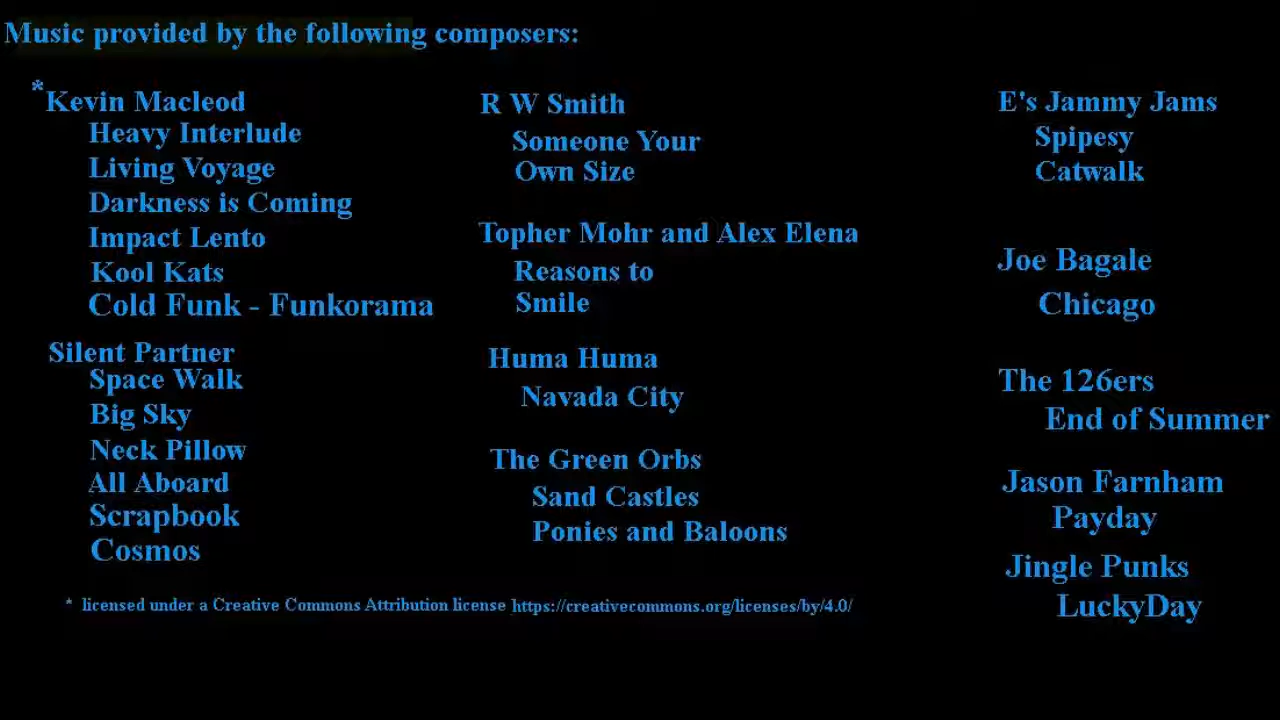 Music provided by the following composers:
*Kevin Macleod
Heavy Interlude
Living Voyage
Darkness is Coming
Impact Lento
Kool Kats
Cold Funk - Funkorama
Silent Partner
Space Walk
Big Sky
Neck Pillow
All Aboard
Scrapbook
Cosmos
R W Smith
Someone Your
Own Size
Topher Mohr and Alex Elena
Reasons to
Smile
Huma Huma
Navada City
The Green Orbs
Sand Castles
Ponies and Baloons
E's Jammy Jams
Spipesy
Catwalk
Joe Bagale
Chicago
The 126ers
End of Summer
Jason Farnham
Payday
Jingle Punks
LuckyDay
* licensed under a Creative Commons Attribution license https://creativecommons.org/licenses/by/4.0/